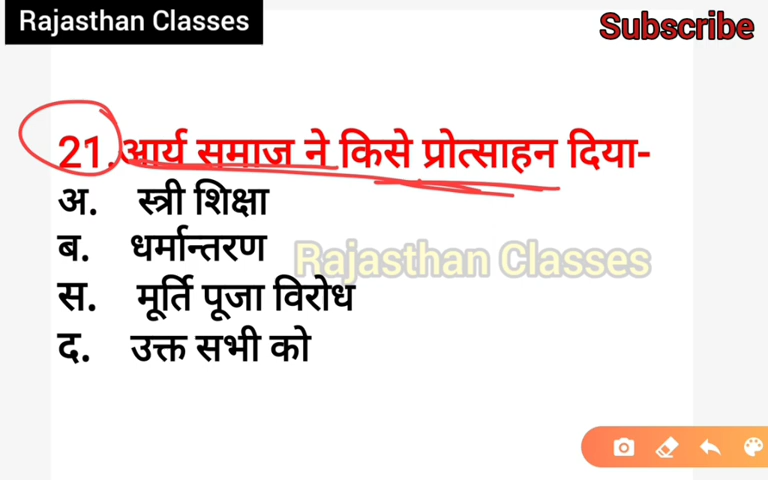 Rajasthan Classes
Subscribe
21. आर्य समाज ने किसे प्रोत्साहन दिया-
अ. स्त्री शिक्षा
ब. धर्मान्तरण
Rajasthan Classes
स. मूर्ति पूजा विरोध
द. उक्त सभी को